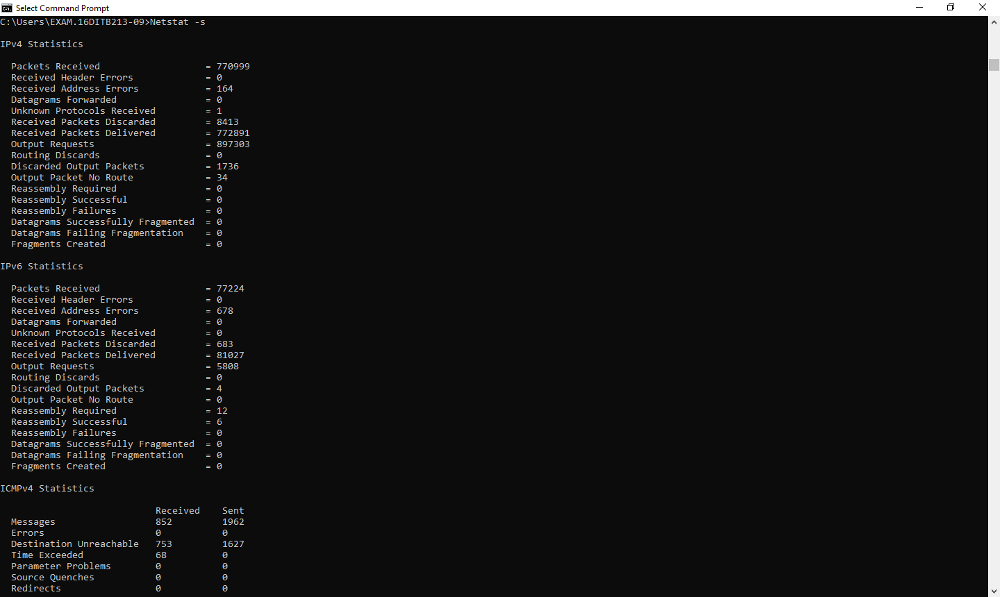 Select Command Prompt
C:\Users\EXAM.16DITB213-09>Netstat -s
IPv4 Statistics
Packets Received = 770999
Received Header Errors = 0
Received Address Errors = 164
Datagrams Forwarded = 0
Unknown Protocols Received = 1
Received Packets Discarded = 8413
Received Packets Delivered = 772891
Output Requests = 897303
Routing Discards = 0
Discarded Output Packets = 1736
Output Packet No Route = 34
Reassembly Required = 0
Reassembly Successful = 0
Reassembly Failures = 0
Datagrams Successfully Fragmented = 0
Datagrams Failing Fragmentation = 0
Fragments Created = 0
IPv6 Statistics
Packets Received = 77224
Received Header Errors = 0
Received Address Errors = 678
Datagrams Forwarded = 0
Unknown Protocols Received = 0
Received Packets Discarded = 683
Received Packets Delivered = 81027
Output Requests = 5808
Routing Discards = 0
Discarded Output Packets = 4
Output Packet No Route = 0
Reassembly Required = 12
Reassembly Successful = 6
Reassembly Failures = 0
Datagrams Successfully Fragmented = 0
Datagrams Failing Fragmentation = 0
Fragments Created = 0
ICMPv4 Statistics
Received Sent
Messages 852 1962
Errors 0 0
Destination Unreachable 753 1627
Time Exceeded 68 0
Parameter Problems 0 0
Source Quenches 0 0
Redirects 0 0